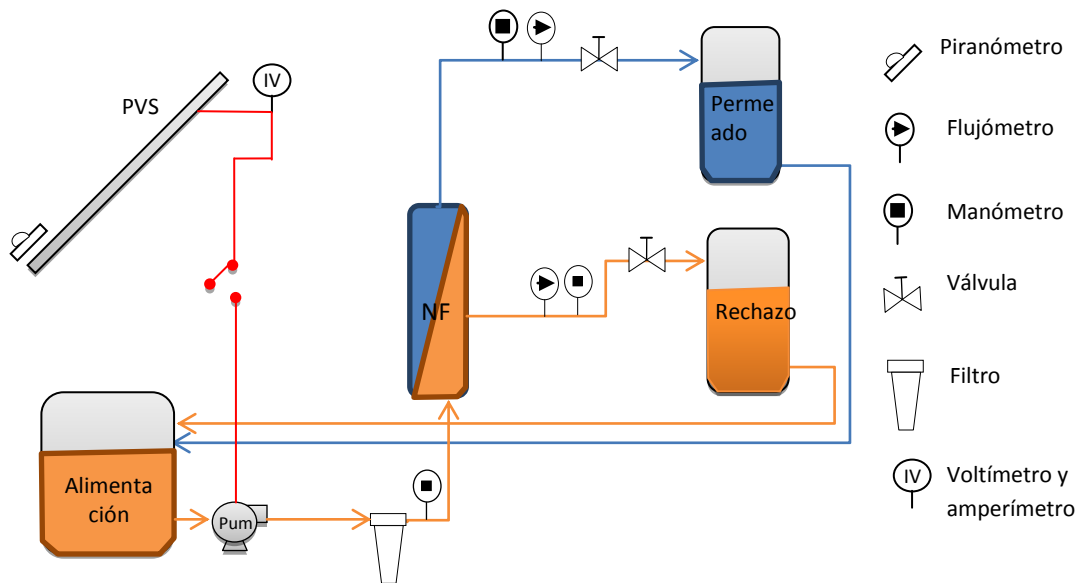 PVS
IV
Perme
ado
NF
Rechazo
Alimenta
ción
Pum
Piranómetro
Flujómetro
Manómetro
Válvula
Filtro
IV
Voltímetro y
amperímetro